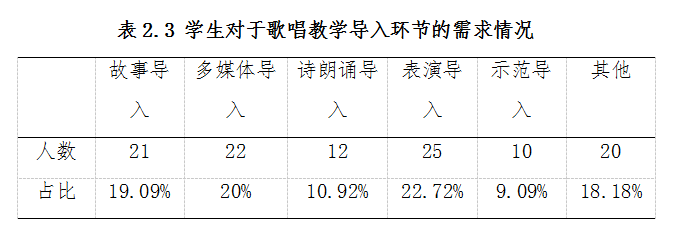 表2.3 学生对于歌唱教学导入环节的需求情况
故事导入 多媒体导入 诗朗诵导入 表演导入 示范导入 其他
人数 21 22 12 25 10 20
占比 19.09% 20% 10.92% 22.72% 9.09% 18.18%